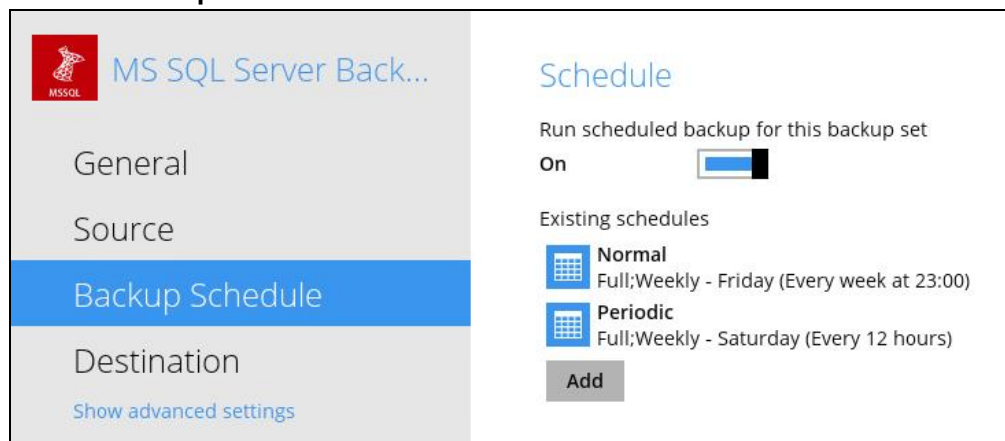 MSSQL
MS SQL Server Back...
General
Source
Backup Schedule
Destination
Show advanced settings
Schedule
Run scheduled backup for this backup set
On
Existing schedules
Normal
Full;Weekly - Friday (Every week at 23:00)
Periodic
Full;Weekly - Saturday (Every 12 hours)
Add